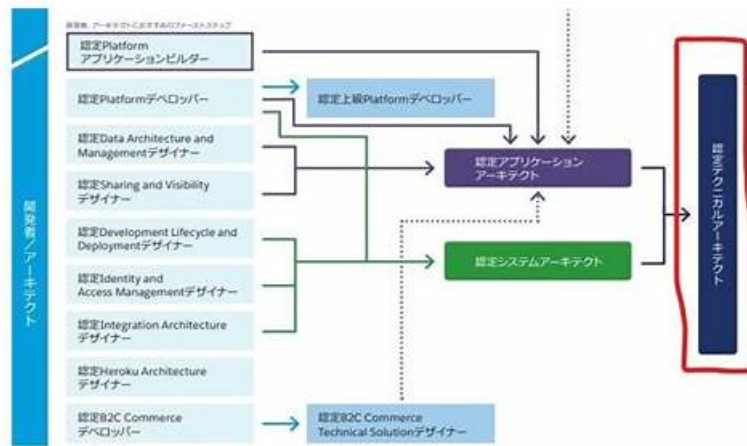 開発者、アーキテクトにおすすめのファーストステップ
認定Platform
アプリケーションビルダー
認定Platformデベロッパー
認定上級Platformデベロッパー
認定Data Architecture and
Managementデザイナー
認定Sharing and Visibility
デザイナー
認定アプリケーション
アーキテクト
認定Development Lifecycle and
Deploymentデザイナー
認定Identity and
Access Managementデザイナー
認定システムアーキテクト
認定Integration Architecture
デザイナー
認定Heroku Architecture
デザイナー
認定B2C Commerce
デベロッパー
認定B2C Commerce
Technical Solutionデザイナー
開発者/アーキテクト
認定テクニカルアーキテクト